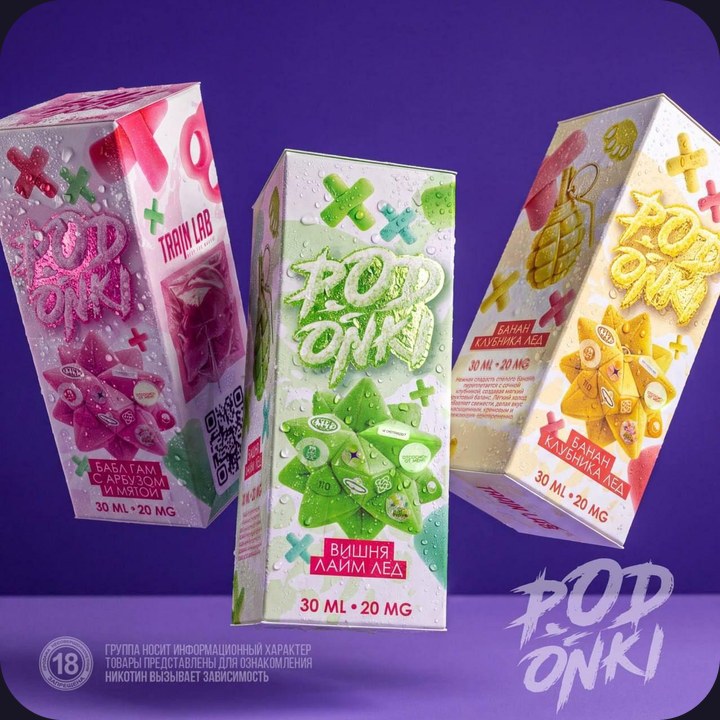 POD
ONKI
TRAIN LAB
БАБЛ ГАМ
С АРБУЗОМ
И МЯТОЙ
30 ML • 20 MG
POD
ONKI
ВИШНЯ
ЛАЙМ ЛЕД
30 ML • 20 MG
БАНАН
КЛУБНИКА ЛЕД
30 ML • 20 MG
POD
ONKI
БАНАН
КЛУБНИКА ЛЕД
30 ML • 20 MG
TRAIN LAB
POD
ONKI
18
ГРУППА НОСИТ ИНФОРМАЦИОННЫЙ ХАРАКТЕР
ТОВАРЫ ПРЕДСТАВЛЕНЫ ДЛЯ ОЗНАКОМЛЕНИЯ
НИКОТИН ВЫЗЫВАЕТ ЗАВИСИМОСТЬ